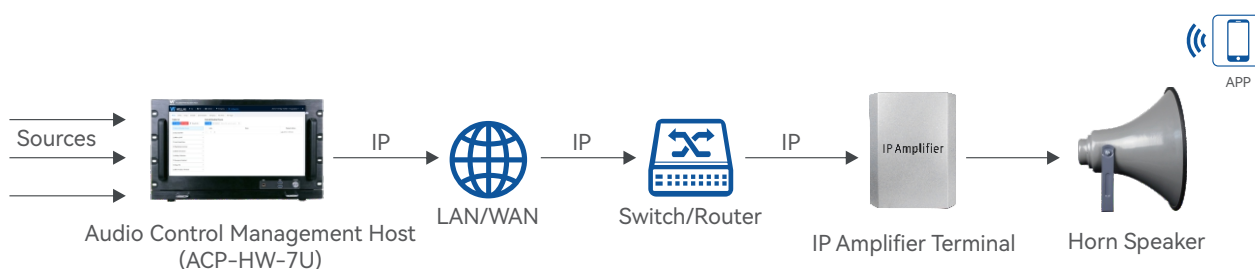 APP
Sources
IP
IP
IP
IP Amplifier
LAN/WAN
Switch/Router
Audio Control Management Host
(ACP-HW-7U)
IP Amplifier Terminal
Horn Speaker